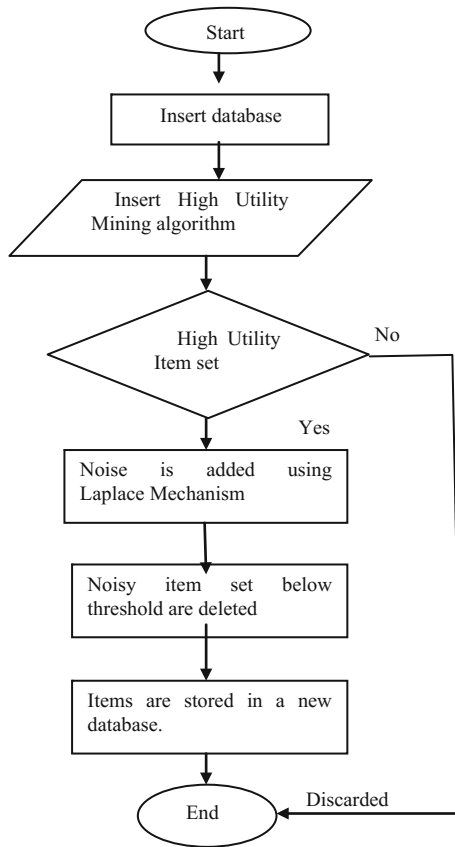 Start
Insert database
Insert High Utility
Mining algorithm
High Utility
Item set
No
Yes
Noise is added using
Laplace Mechanism
Noisy item set below
threshold are deleted
Items are stored in a new
database.
End
Discarded